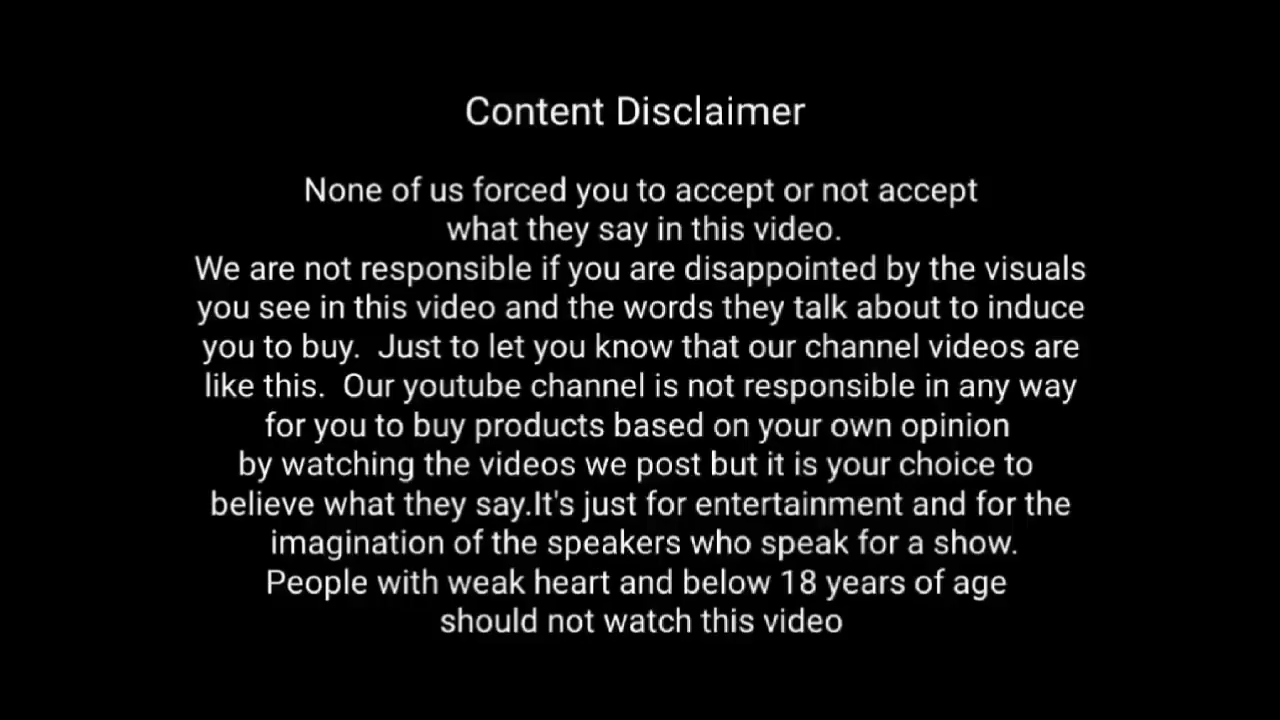 Content Disclaimer
None of us forced you to accept or not accept
what they say in this video.
We are not responsible if you are disappointed by the visuals
you see in this video and the words they talk about to induce
you to buy.  Just to let you know that our channel videos are
like this.  Our youtube channel is not responsible in any way
for you to buy products based on your own opinion
by watching the videos we post but it is your choice to
believe what they say.It's just for entertainment and for the
imagination of the speakers who speak for a show.
People with weak heart and below 18 years of age
should not watch this video